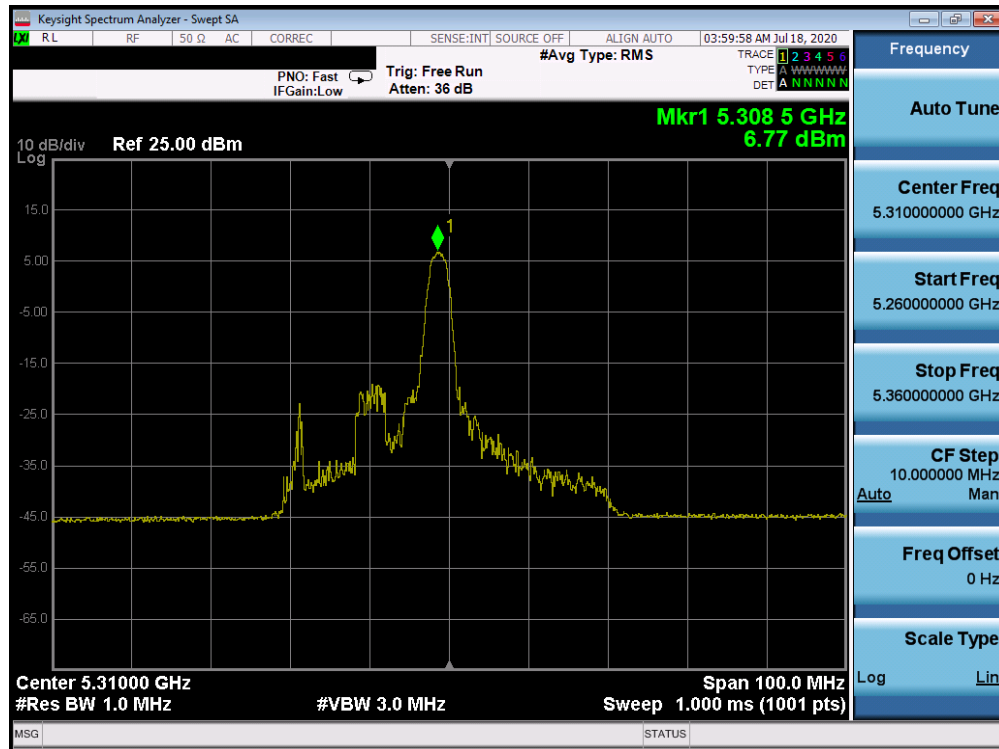 Keysight Spectrum Analyzer - Swept SA
LXI RL RF 50 Ω AC CORREC SENSE:INT SOURCE OFF ALIGN AUTO 03:59:58 AM Jul 18, 2020
#Avg Type: RMS
TRACE 1 2 3 4 5 6
TYPE A WWWWW
DET A N N N N N
PNO: Fast Trig: Free Run
IFGain:Low Atten: 36 dB
Mkr1 5.308 5 GHz
6.77 dBm
10 dB/div Ref 25.00 dBm
Log
15.0
1
5.00
-5.00
-15.0
-25.0
-35.0
-45.0
-55.0
-65.0
Center 5.31000 GHz
Span 100.0 MHz
#Res BW 1.0 MHz
#VBW 3.0 MHz
Sweep 1.000 ms (1001 pts)
MSG
STATUS
Frequency
Auto Tune
Center Freq
5.310000000 GHz
Start Freq
5.260000000 GHz
Stop Freq
5.360000000 GHz
CF Step
10.000000 MHz
Auto Man
Freq Offset
0 Hz
Scale Type
Log Lin